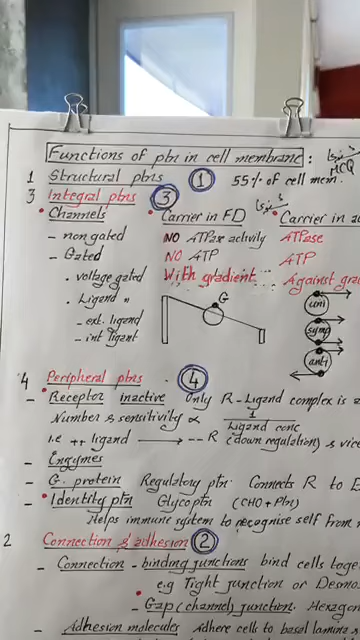 Functions of ptn in cell membrane:
MCQ
1 Structural ptns ① 55% of cell mem.
3 Integral ptns ③
• Channels • Carrier in FD • Carrier in
- non gated NO ATPase activity ATPase
- Gated NO ATP ATP
. voltage gated With gradient Against gra
. Ligand "
- ext. ligand
- int ligant
G
uni
symp
anti
4 Peripheral ptns ④
- Receptor inactive Only R-Ligand complex is a
Number & sensitivity ∝ 1
Ligand conc
i.e ++ ligand → -- R (down regulation) & vice
- Enzymes
- G. protein Regulatory ptn: Connects R to E
- Identity ptn Glycoptn (CHO + Ptn)
Helps immune system to recognise self from
2 Connection & adhesion ②
- Connection - binding junctions bind cells toge
e.g Tight junction or Desmo
- Gap (channel) junction. Hexagon
- Adhesion molecules Adhere cells to basal lamina